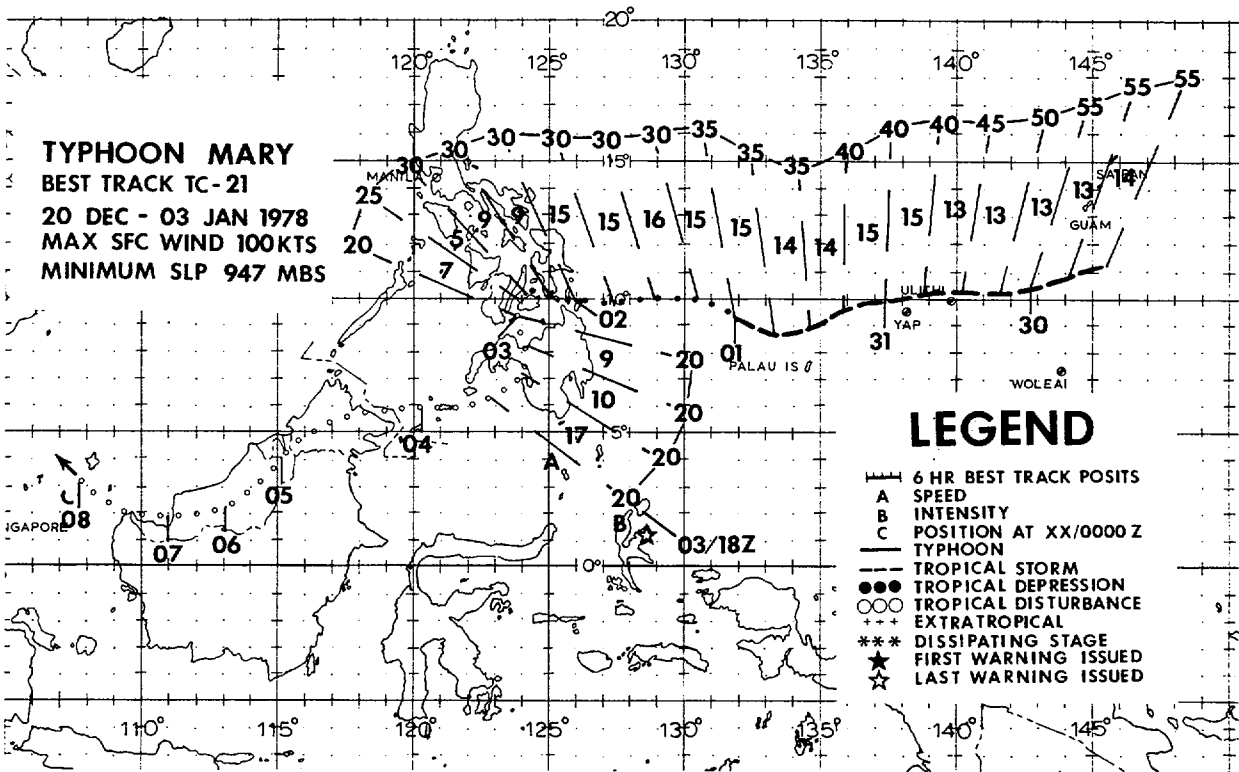 20°
120° 125° 130° 135° 140° 145°
TYPHOON MARY
BEST TRACK TC-21
20 DEC - 03 JAN 1978
MAX SFC WIND 100KTS
MINIMUM SLP 947 MBS
20 25 30 30 30 30 30 30 35 35 35 40 40 40 45 50 55 55 55
15°
MANILA
SAIPAN
GUAM
7 5 9 9 15 15 16 15 15 14 14 15 15 13 13 13 13 14
ULITHI
YAP
PALAU IS
WOLEAI
02 01 31 30
03
9 20
10 20
17 5°
A 20
20
B
03/18Z
0°
04
05
06
07
08
C
NGAPORE
LEGEND
6 HR BEST TRACK POSITS
A SPEED
B INTENSITY
C POSITION AT XX/0000 Z
TYPHOON
TROPICAL STORM
●●● TROPICAL DEPRESSION
○○○ TROPICAL DISTURBANCE
+++ EXTRATROPICAL
*** DISSIPATING STAGE
★ FIRST WARNING ISSUED
☆ LAST WARNING ISSUED
110° 115° 120° 125° 130° 135° 140° 145°